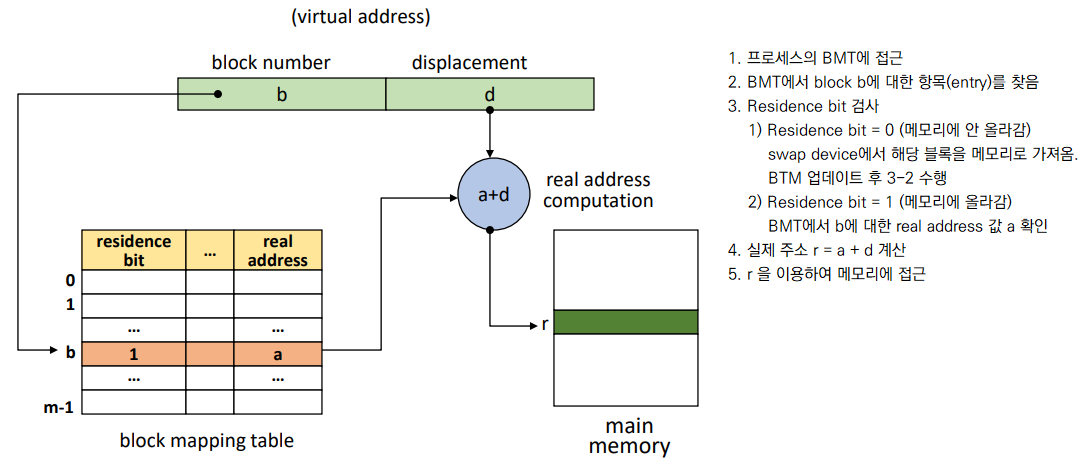 (virtual address)
block number displacement
b d
a+d
real address
computation
residence
bit
...
real
address
0
1
... ...
b 1 a
... ...
m-1
block mapping table
r
main
memory
1. 프로세스의 BMT에 접근
2. BMT에서 block b에 대한 항목(entry)를 찾음
3. Residence bit 검사
1) Residence bit = 0 (메모리에 안 올라감)
swap device에서 해당 블록을 메모리로 가져옴.
BTM 업데이트 후 3-2 수행
2) Residence bit = 1 (메모리에 올라감)
BMT에서 b에 대한 real address 값 a 확인
4. 실제 주소 r = a + d 계산
5. r 을 이용하여 메모리에 접근